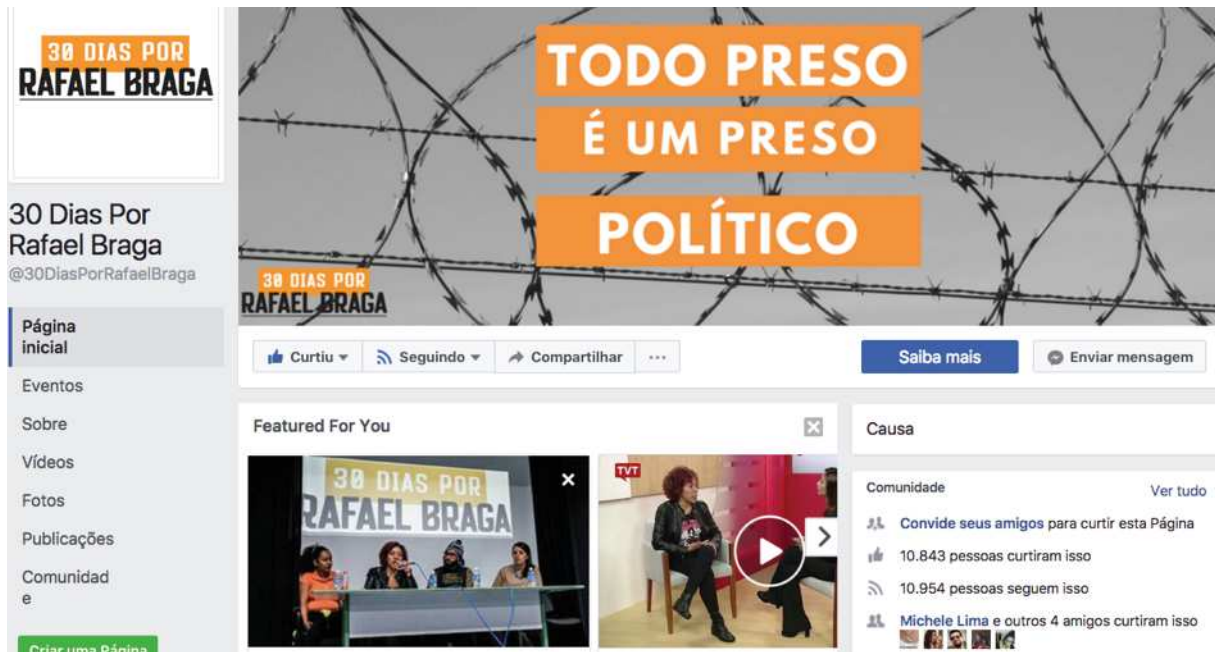 30 DIAS POR
RAFAEL BRAGA
TODO PRESO
É UM PRESO
POLÍTICO
30 DIAS POR
RAFAEL BRAGA
30 Dias Por
Rafael Braga
@30DiasPorRafaelBraga
Página
inicial
Eventos
Sobre
Vídeos
Fotos
Publicações
Comunidad
e
Criar uma Página
Curtiu
Seguindo
Compartilhar
...
Saiba mais
Enviar mensagem
Featured For You
30 DIAS POR
RAFAEL BRAGA
TVT
Causa
Comunidade
Ver tudo
Convide seus amigos para curtir esta Página
10.843 pessoas curtiram isso
10.954 pessoas seguem isso
Michele Lima e outros 4 amigos curtiram isso